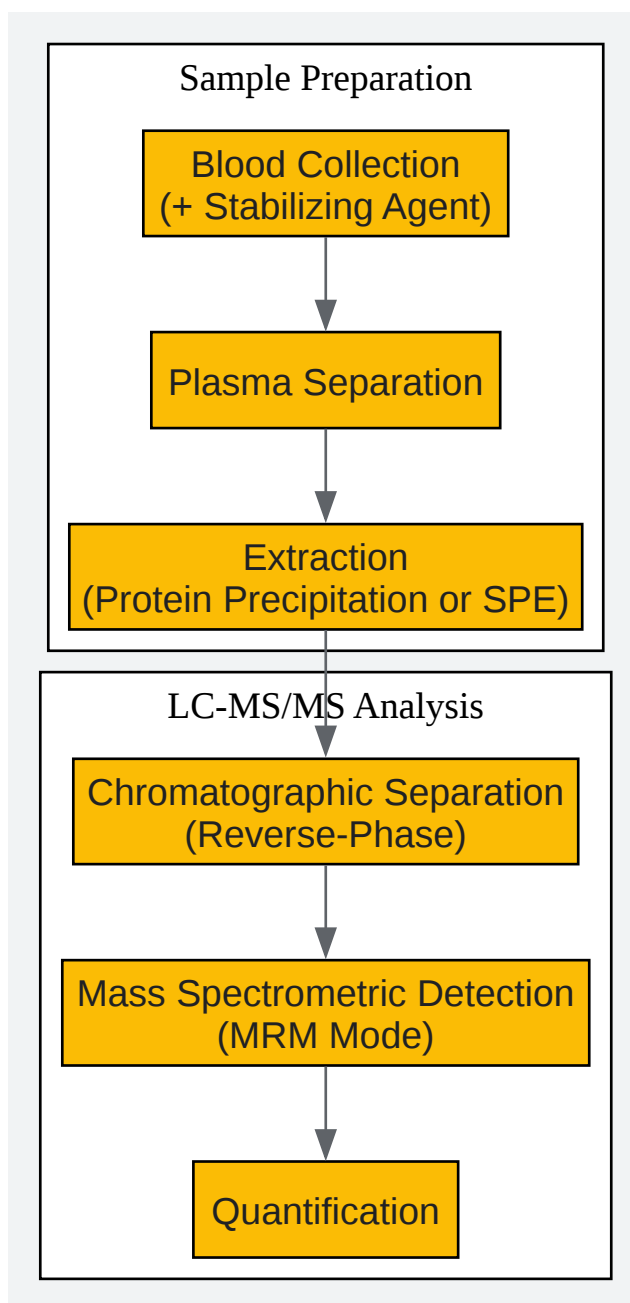 Sample Preparation
Blood Collection
(+ Stabilizing Agent)
Plasma Separation
Extraction
(Protein Precipitation or SPE)
LC-MS/MS Analysis
Chromatographic Separation
(Reverse-Phase)
Mass Spectrometric Detection
(MRM Mode)
Quantification